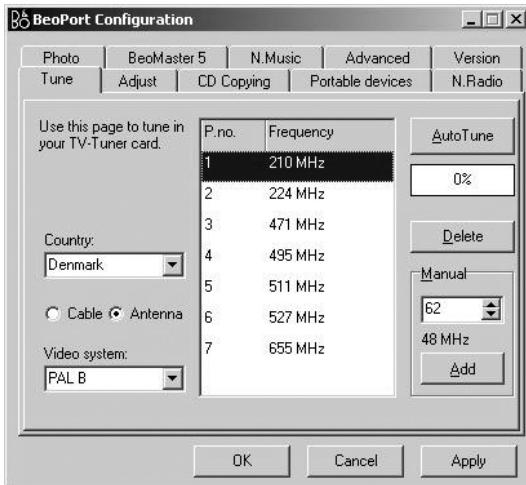 BeoPort Configuration
Photo BeoMaster 5 N.Music Advanced Version
Tune Adjust CD Copying Portable devices N.Radio
Use this page to tune in
your TV-Tuner card.
Country:
Denmark
Cable Antenna
Video system:
PAL B
P.no. Frequency
1 210 MHz
2 224 MHz
3 471 MHz
4 495 MHz
5 511 MHz
6 527 MHz
7 655 MHz
AutoTune
0%
Delete
Manual
62
48 MHz
Add
OK Cancel Apply